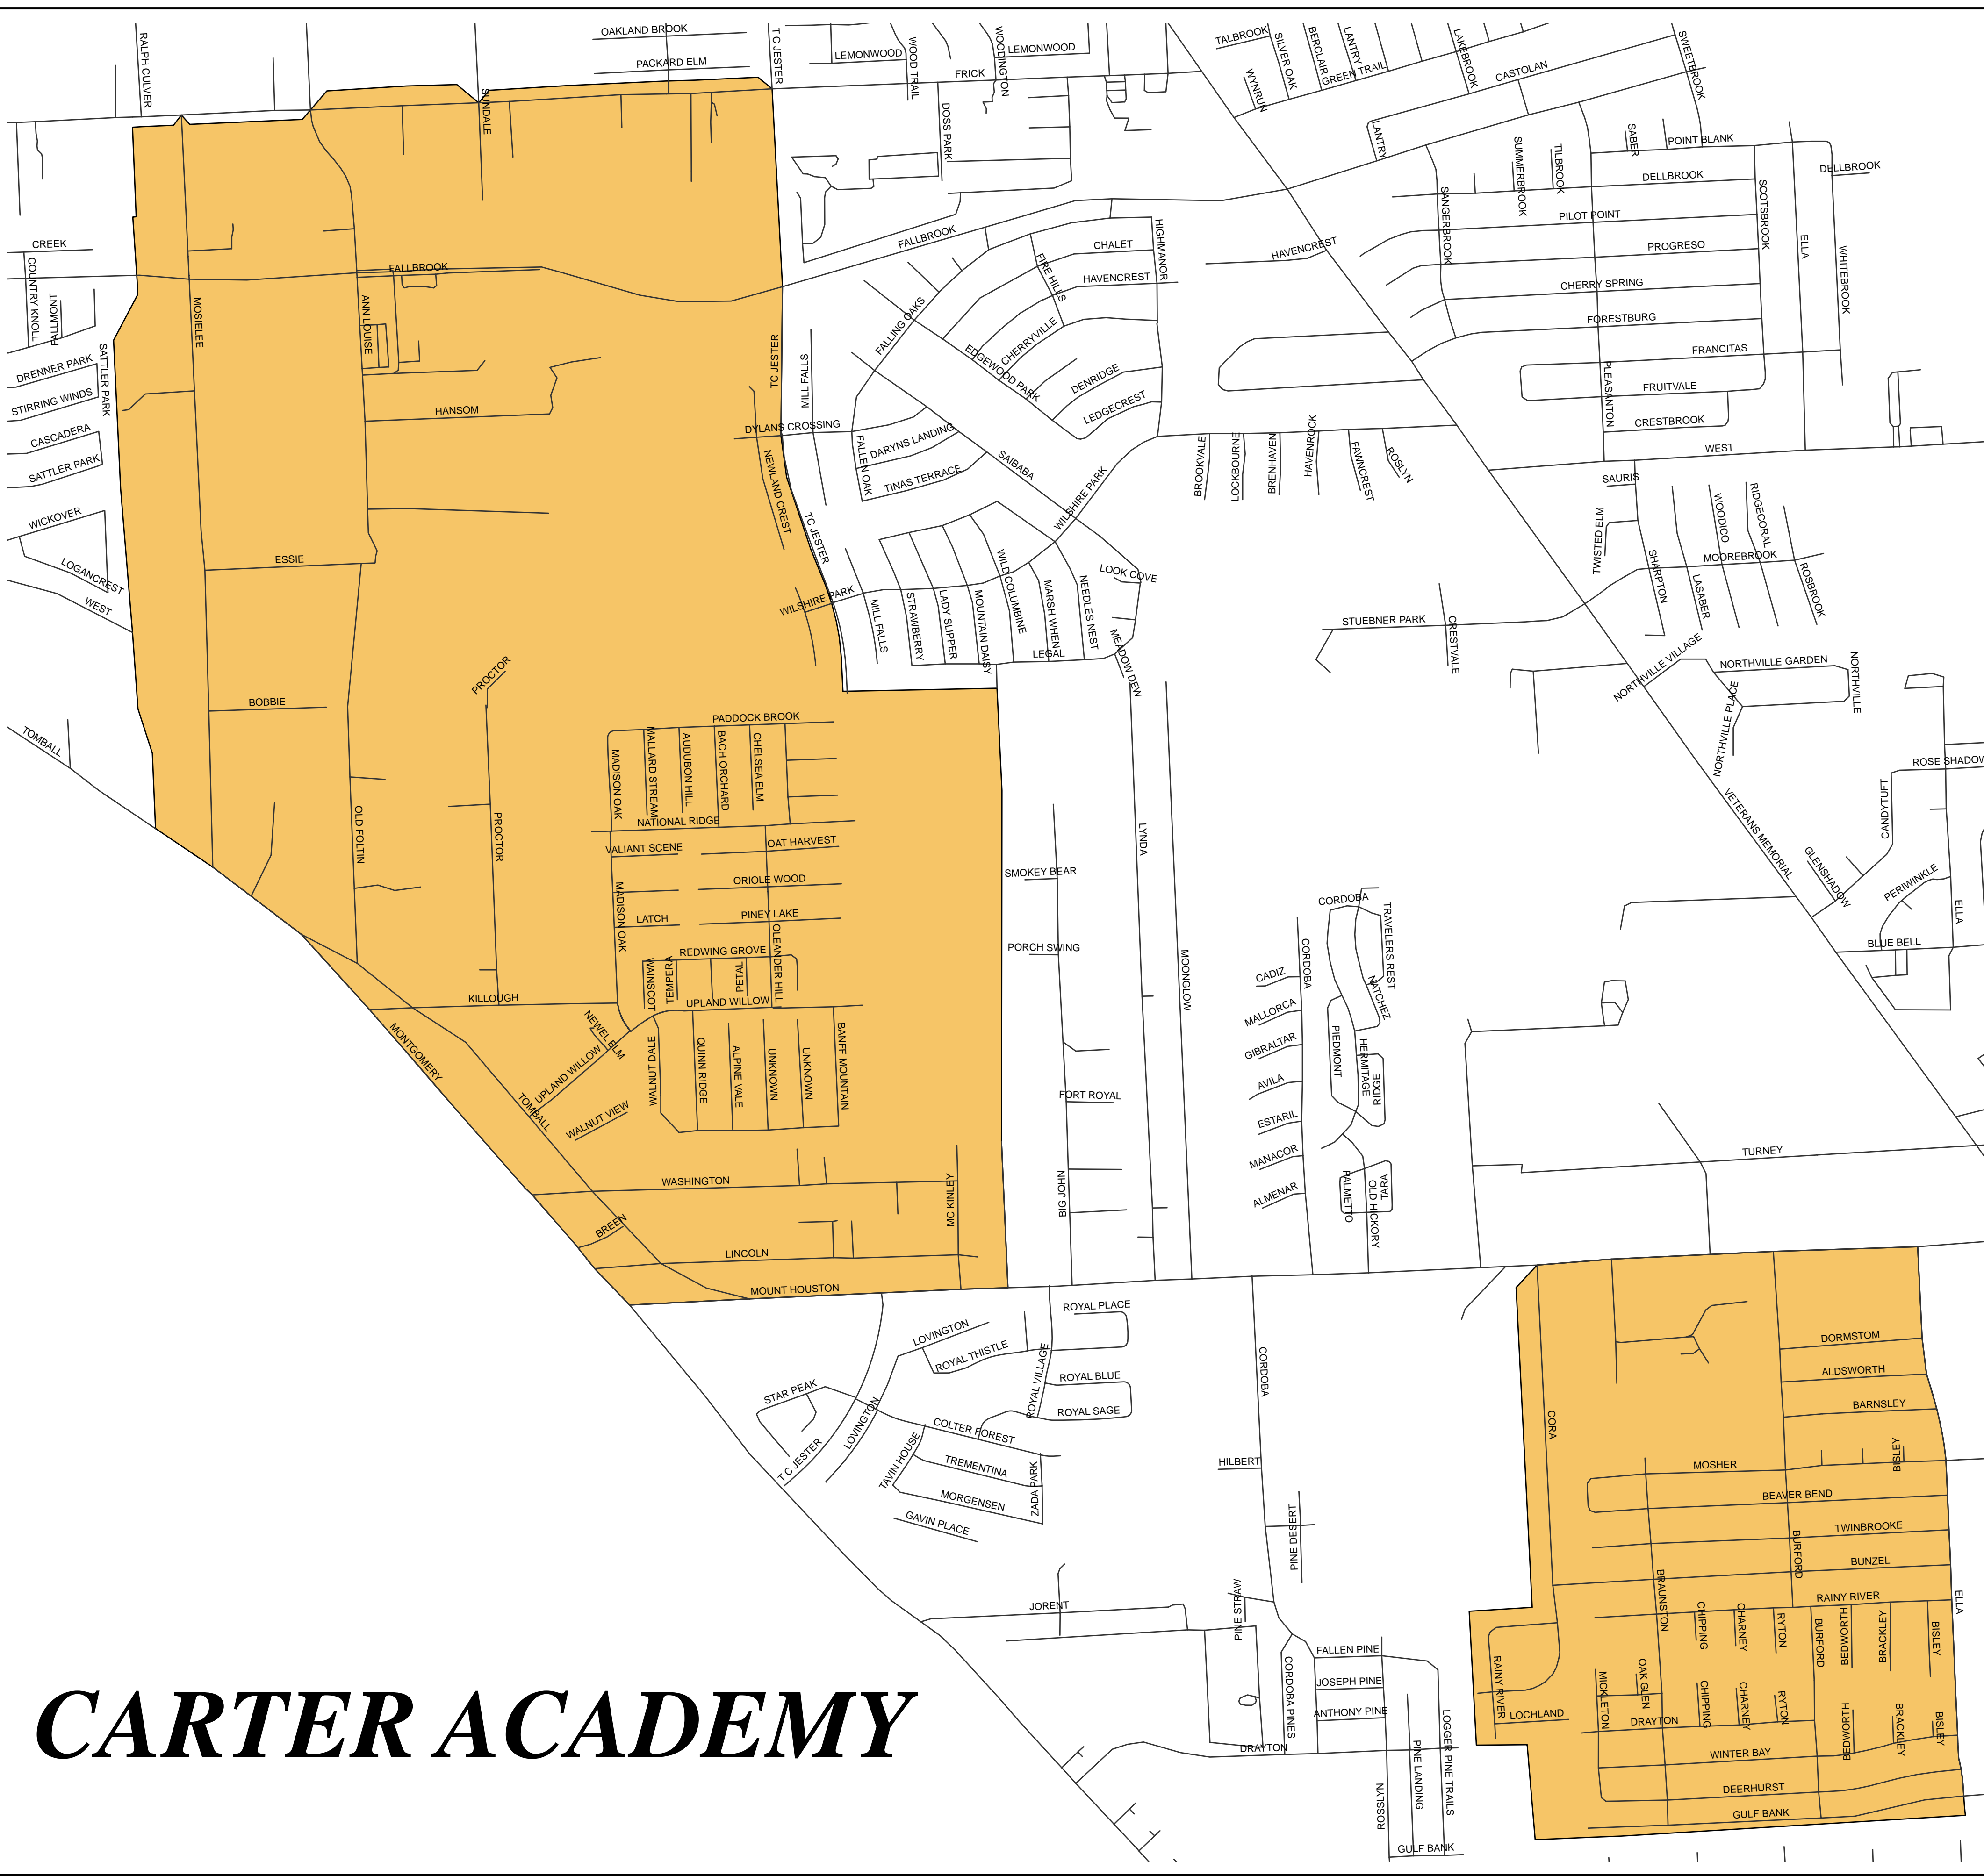 RALPH CULVER
OAKLAND BROOK
PACKARD ELM
T C JESTER
LEMONWOOD
WOOD TRAIL
WOODINGTON
LEMONWOOD
FRICK
DOSS PARK
SUNDALE
TALBROOK
SILVER OAK
BERCLAIR
LANTRY
GREEN TRAIL
WYNRUN
LAKEBROOK
CASTOLAN
SWEETBROOK
LANTRY
SUMMERBROOK
TILBROOK
SABER
POINT BLANK
DELLBROOK
DELLBROOK
SANGERBROOK
PILOT POINT
SCOTSBROOK
PROGRESO
ELLA
WHITEBROOK
CHERRY SPRING
FORESTBURG
FRANCITAS
PLEASANTON
FRUITVALE
CRESTBROOK
WEST
CREEK
COUNTRY KNOLL
PALLMONT
DRENNER PARK
SATTLER PARK
STIRRING WINDS
CASCADERA
SATTLER PARK
WICKOVER
LOGANCREST
WEST
TOMBALL
MOSIELEE
ANN LOUISE
FALLBROOK
HANSOM
ESSIE
BOBBIE
OLD FOLTIN
PROCTOR
PROCTOR
FALLBROOK
FALLING OAKS
FIRE HILLS
CHALET
HAVENCREST
HIGHMANOR
HAVENCREST
CHERRYVILLE
EDGEWOOD PARK
DENRIDGE
LEDGECREST
TC JESTER
MILL FALLS
DYLANS CROSSING
NEWLAND CREST
FALLEN OAK
DARYNS LANDING
TINAS TERRACE
SAIBABA
WILSHIRE PARK
TC JESTER
WILSHIRE PARK
MILL FALLS
STRAWBERRY
LADY SLIPPER
MOUNTAIN DAISY
WILD COLUMBINE
MARSH WHEN
NEEDLES NEST
LOOK COVE
LEGAL
MEADOW DEW
BROOKVALE
LOCKBOURNE
BRENHAVEN
HAVENROCK
FAWNCREST
ROSLYN
SAURIS
TWISTED ELM
WOODICO
RIDGECORAL
MOOREBROOK
SHARPTON
LASABER
ROSBROOK
STUEBNER PARK
CRESTVALE
NORTHVILLE VILLAGE
NORTHVILLE GARDEN
NORTHVILLE
NORTHVILLE PLACE
ROSE SHADOW
VETERANS MEMORIAL
CANDYTUFT
GLENSHADOW
PERIWINKLE
ELLA
BLUE BELL
PADDOCK BROOK
MADISON OAK
MALLARD STREAM
AUDUBON HILL
BACH ORCHARD
CHELSEA ELM
NATIONAL RIDGE
VALIANT SCENE
OAT HARVEST
ORIOLE WOOD
MADISON OAK
LATCH
PINEY LAKE
OLEANDER HILL
REDWING GROVE
WAINSCOT
TEMPERA
PETAL
KILLOUGH
UPLAND WILLOW
NEWEL ELM
UPLAND WILLOW
WALNUT DALE
QUINN RIDGE
ALPINE VALE
UNKNOWN
UNKNOWN
BANFF MOUNTAIN
WALNUT VIEW
MONTGOMERY
TOMBALL
WASHINGTON
MC KINLEY
BREEN
LINCOLN
MOUNT HOUSTON
SMOKEY BEAR
LYNDA
PORCH SWING
MOONGLOW
FORT ROYAL
BIG JOHN
CORDOBA
TRAVELERS REST
CORDOBA
CADIZ
NATCHEZ
MALLORCA
GIBRALTAR
PIEDMONT
HERMITAGE
RIDGE
AVILA
ESTARIL
MANACOR
ALMENAR
PALMETTO
OLD HICKORY
TARA
TURNEY
ROYAL PLACE
LOVINGTON
ROYAL THISTLE
ROYAL VILLAGE
ROYAL BLUE
ROYAL SAGE
STAR PEAK
LOVINGTON
T C JESTER
COLTER FOREST
TAVIN HOUSE
TREMENTINA
ZADA PARK
MORGENSEN
GAVIN PLACE
CORDOBA
HILBERT
PINE DESERT
PINE STRAW
JORENT
CORDOBA PINES
FALLEN PINE
JOSEPH PINE
ANTHONY PINE
DRAYTON
ROSSLYN
PINE LANDING
LOGGER PINE TRAILS
GULF BANK
CORA
DORMSTOM
ALDSWORTH
BARNSLEY
BISLEY
MOSHER
BEAVER BEND
TWINBROOKE
BURFORD
BUNZEL
BRAUNSTON
RAINY RIVER
ELLA
CHIPPING
CHARNEY
RYTON
BURFORD
BEDWORTH
BRACKLEY
BISLEY
RAINY RIVER
MICKLETON
OAK GLEN
CHIPPING
CHARNEY
RYTON
LOCHLAND
DRAYTON
BEDWORTH
BRACKLEY
BISLEY
WINTER BAY
DEERHURST
GULF BANK
CARTER ACADEMY